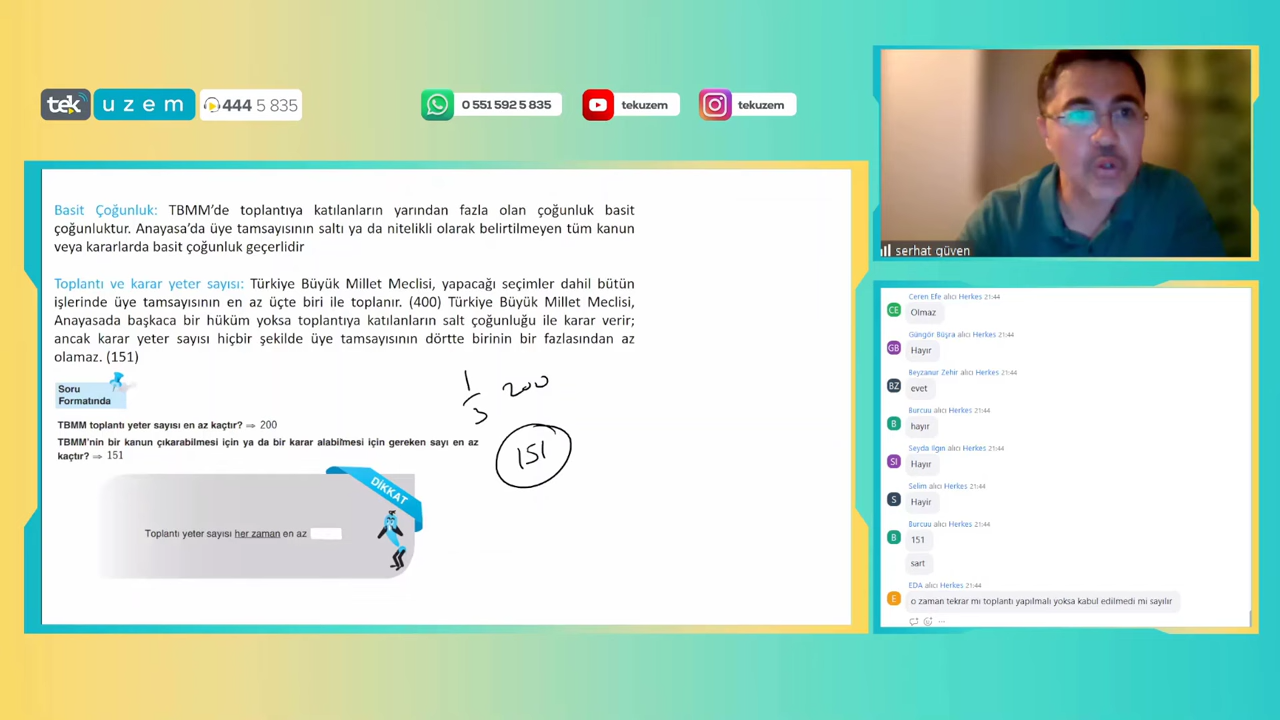 tek uzem 444 5 835
0 551 592 5 835
tekuzem
tekuzem
Basit Çoğunluk: TBMM'de toplantıya katılanların yarından fazla olan çoğunluk basit
çoğunluktur. Anayasa'da üye tamsayısının saltı ya da nitelikli olarak belirtilmeyen tüm kanun
veya kararlarda basit çoğunluk geçerlidir
Toplantı ve karar yeter sayısı: Türkiye Büyük Millet Meclisi, yapacağı seçimler dahil bütün
işlerinde üye tamsayısının en az üçte biri ile toplanır. (400) Türkiye Büyük Millet Meclisi,
Anayasada başkaca bir hüküm yoksa toplantıya katılanların salt çoğunluğu ile karar verir;
ancak karar yeter sayısı hiçbir şekilde üye tamsayısının dörtte birinin bir fazlasından az
olamaz. (151)
Soru
Formatında
TBMM toplantı yeter sayısı en az kaçtır? ⇒ 200
TBMM'nin bir kanun çıkarabilmesi için ya da bir karar alabilmesi için gereken sayı en az
kaçtır? ⇒ 151
1/3 200
151
DİKKAT
Toplantı yeter sayısı her zaman en az
serhat güven
Ceren Efe alıcı Herkes 21:44
CE Olmaz
Güngör Büşra alıcı Herkes 21:44
GB Hayır
Beyzanur Zehir alıcı Herkes 21:44
BZ evet
Burcuu alıcı Herkes 21:44
B hayır
Seyda Ilgın alıcı Herkes 21:44
SI Hayır
Selim alıcı Herkes 21:44
S Hayir
Burcuu alıcı Herkes 21:44
B 151
sart
EDA alıcı Herkes 21:44
E o zaman tekrar mı toplantı yapılmalı yoksa kabul edilmedi mi sayılır